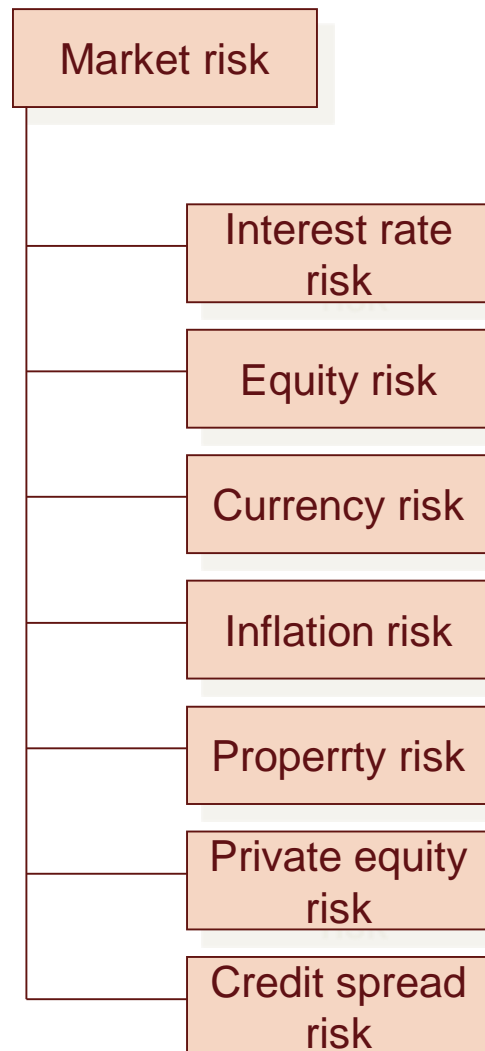 Market risk
Interest rate
risk
Equity risk
Currency risk
Inflation risk
Properrty risk
Private equity
risk
Credit spread
risk